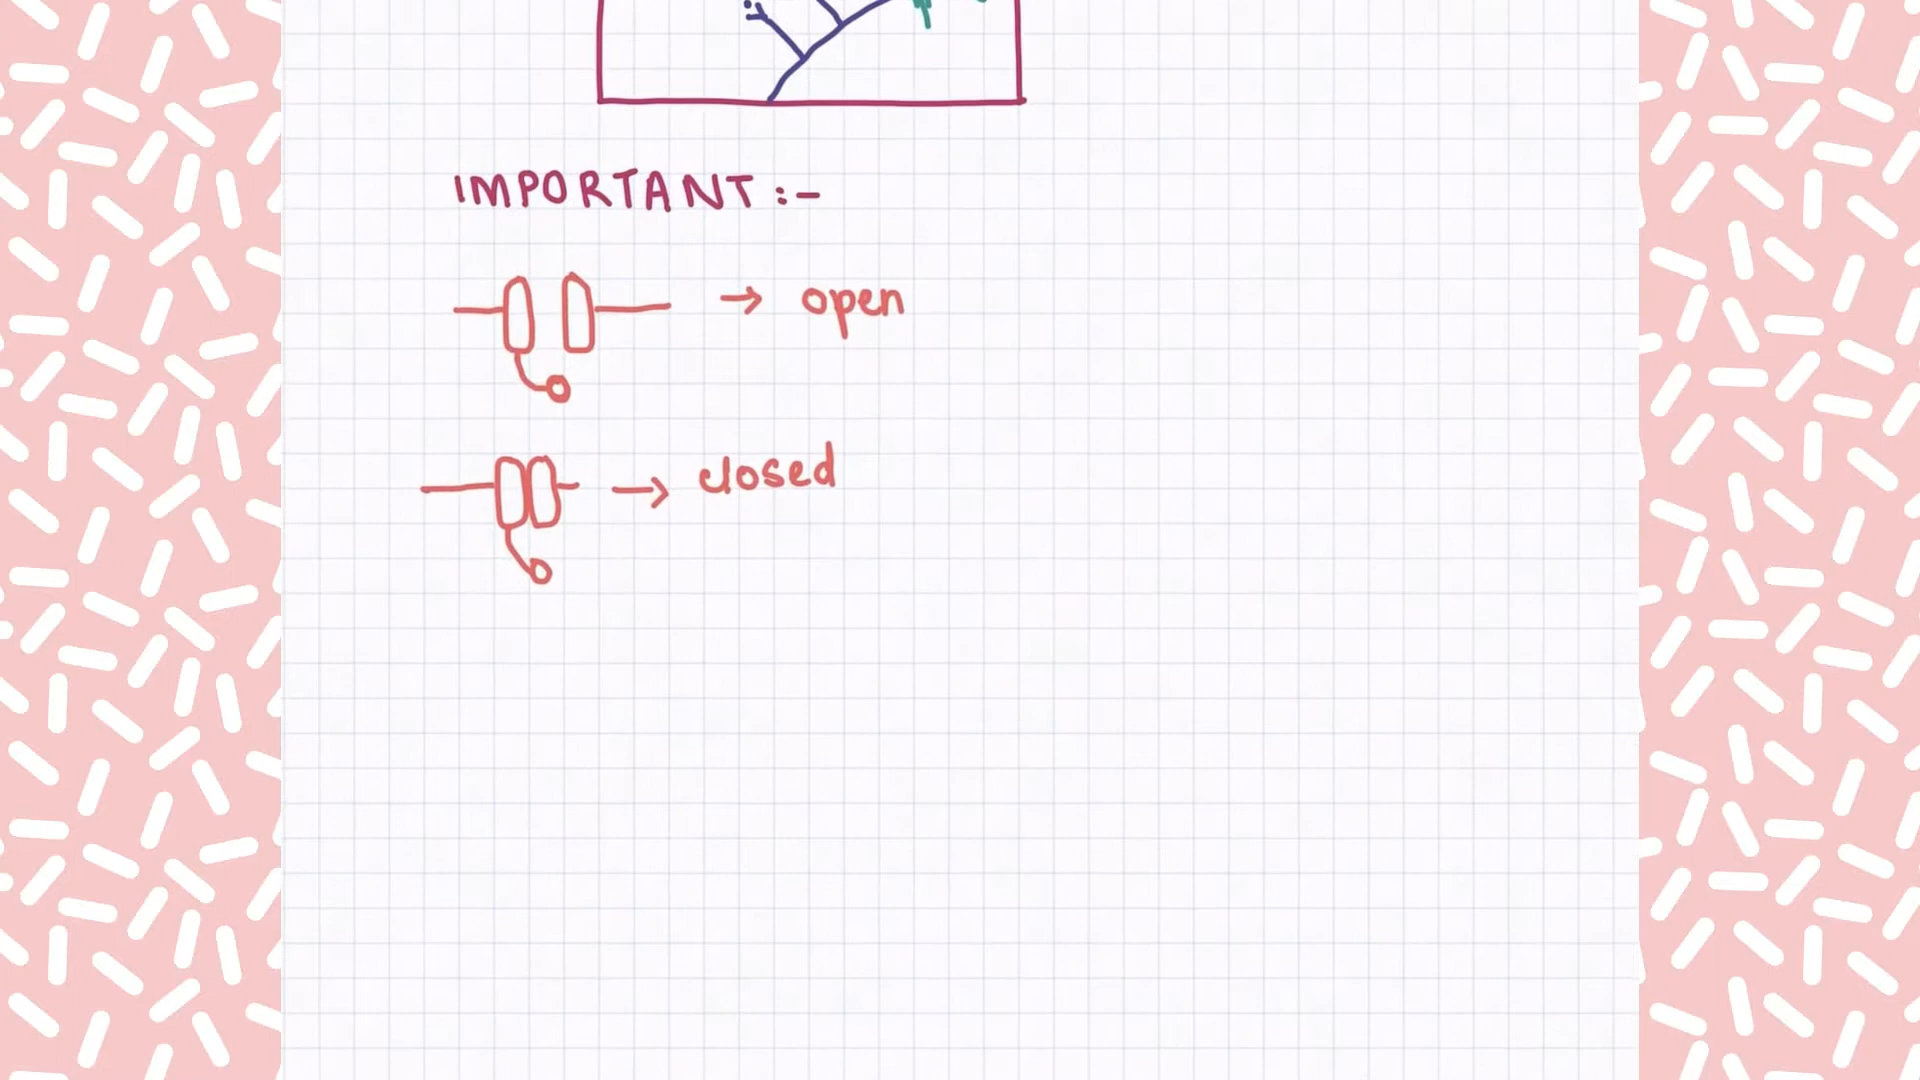 IMPORTANT :-
→ open
→ closed